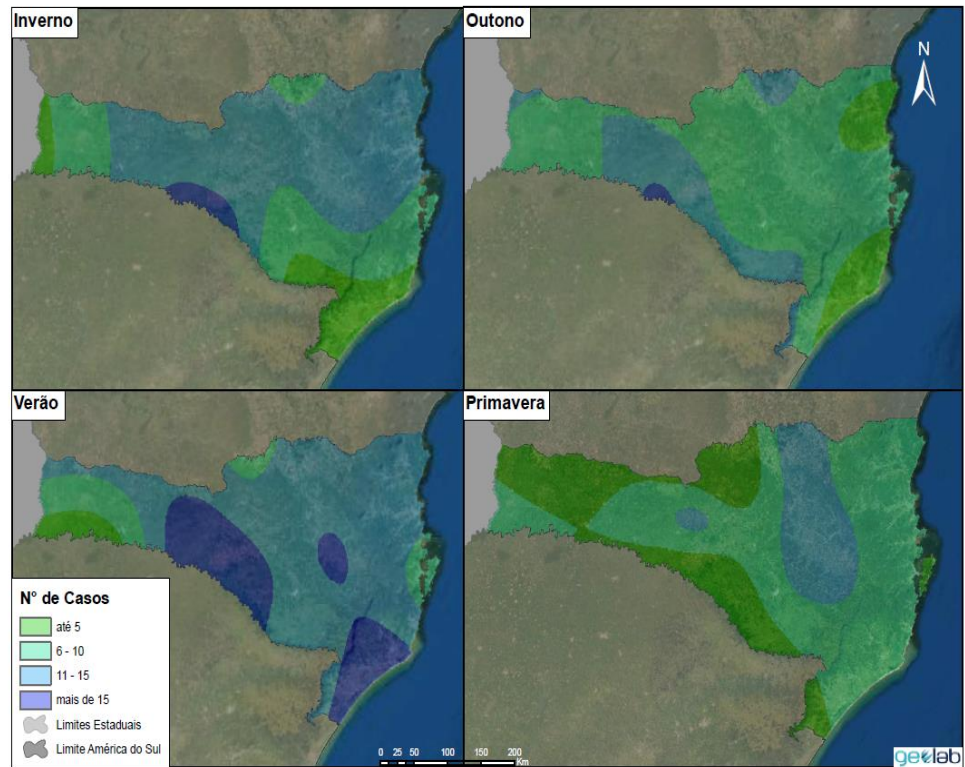 Inverno
Outono
N
Verão
Primavera
N° de Casos
até 5
6 - 10
11 - 15
mais de 15
Limites Estaduais
Limite América do Sul
0 25 50 100 150 200
Km
geolab